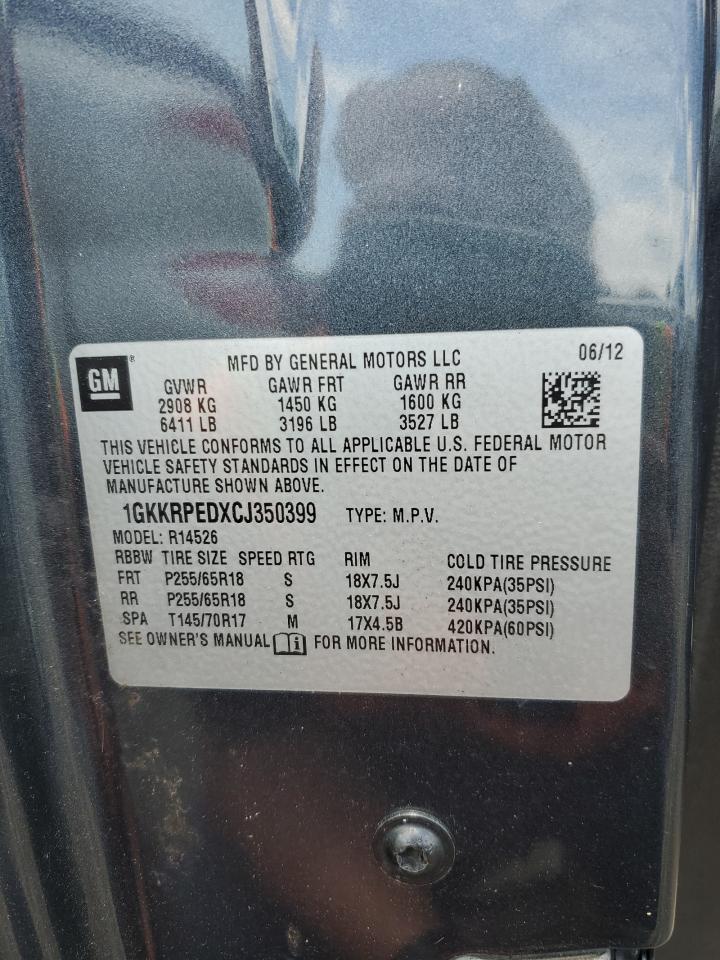 GM®
MFD BY GENERAL MOTORS LLC 06/12
GVWR GAWR FRT GAWR RR
2908 KG 1450 KG 1600 KG
6411 LB 3196 LB 3527 LB
THIS VEHICLE CONFORMS TO ALL APPLICABLE U.S. FEDERAL MOTOR
VEHICLE SAFETY STANDARDS IN EFFECT ON THE DATE OF
MANUFACTURE SHOWN ABOVE.
1GKKRPEDXCJ350399 TYPE: M.P.V.
MODEL: R14526
RBBW TIRE SIZE SPEED RTG RIM COLD TIRE PRESSURE
FRT P255/65R18 S 18X7.5J 240KPA(35PSI)
RR P255/65R18 S 18X7.5J 240KPA(35PSI)
SPA T145/70R17 M 17X4.5B 420KPA(60PSI)
SEE OWNER'S MANUAL i FOR MORE INFORMATION.